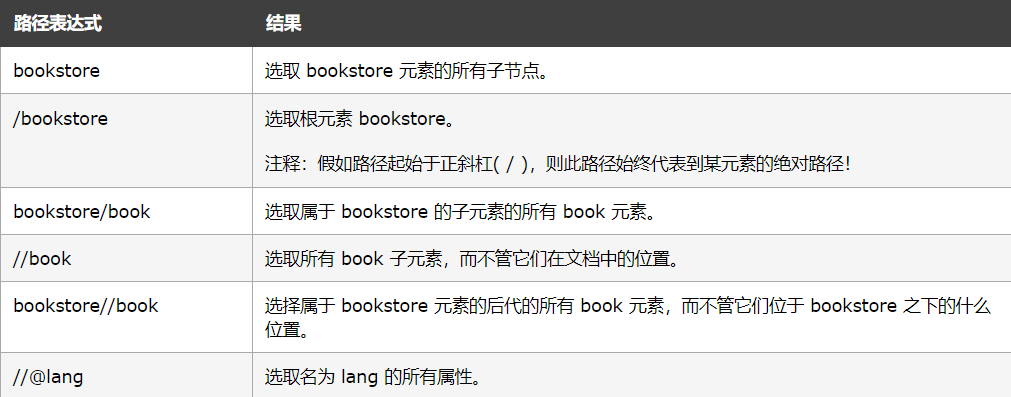 路径表达式 结果
bookstore 选取 bookstore 元素的所有子节点。
/bookstore 选取根元素 bookstore。
注释：假如路径起始于正斜杠( / )，则此路径始终代表到某元素的绝对路径！
bookstore/book 选取属于 bookstore 的子元素的所有 book 元素。
//book 选取所有 book 子元素，而不管它们在文档中的位置。
bookstore//book 选择属于 bookstore 元素的后代的所有 book 元素，而不管它们位于 bookstore 之下的什么
位置。
//@lang 选取名为 lang 的所有属性。